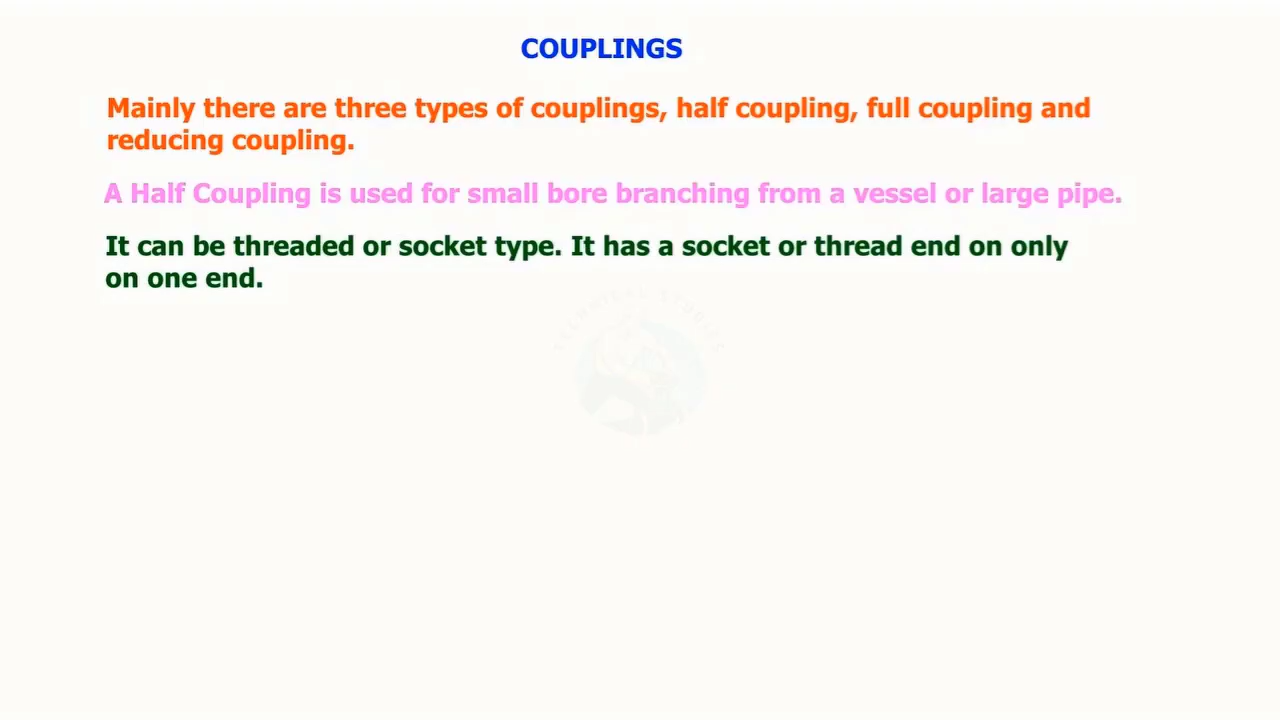 COUPLINGS
Mainly there are three types of couplings, half coupling, full coupling and
reducing coupling.
A Half Coupling is used for small bore branching from a vessel or large pipe.
It can be threaded or socket type. It has a socket or thread end on only
on one end.
TECHNICAL STUDIES